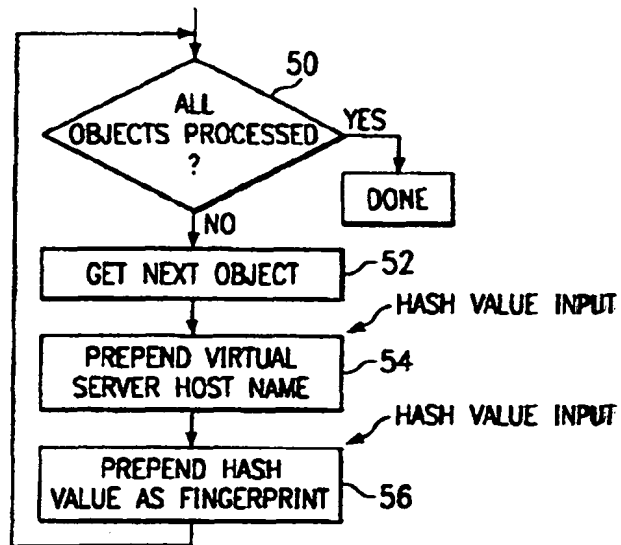 50
ALL
OBJECTS PROCESSED
?
YES
DONE
NO
GET NEXT OBJECT
52
HASH VALUE INPUT
PREPEND VIRTUAL
SERVER HOST NAME
54
HASH VALUE INPUT
PREPEND HASH
VALUE AS FINGERPRINT
56